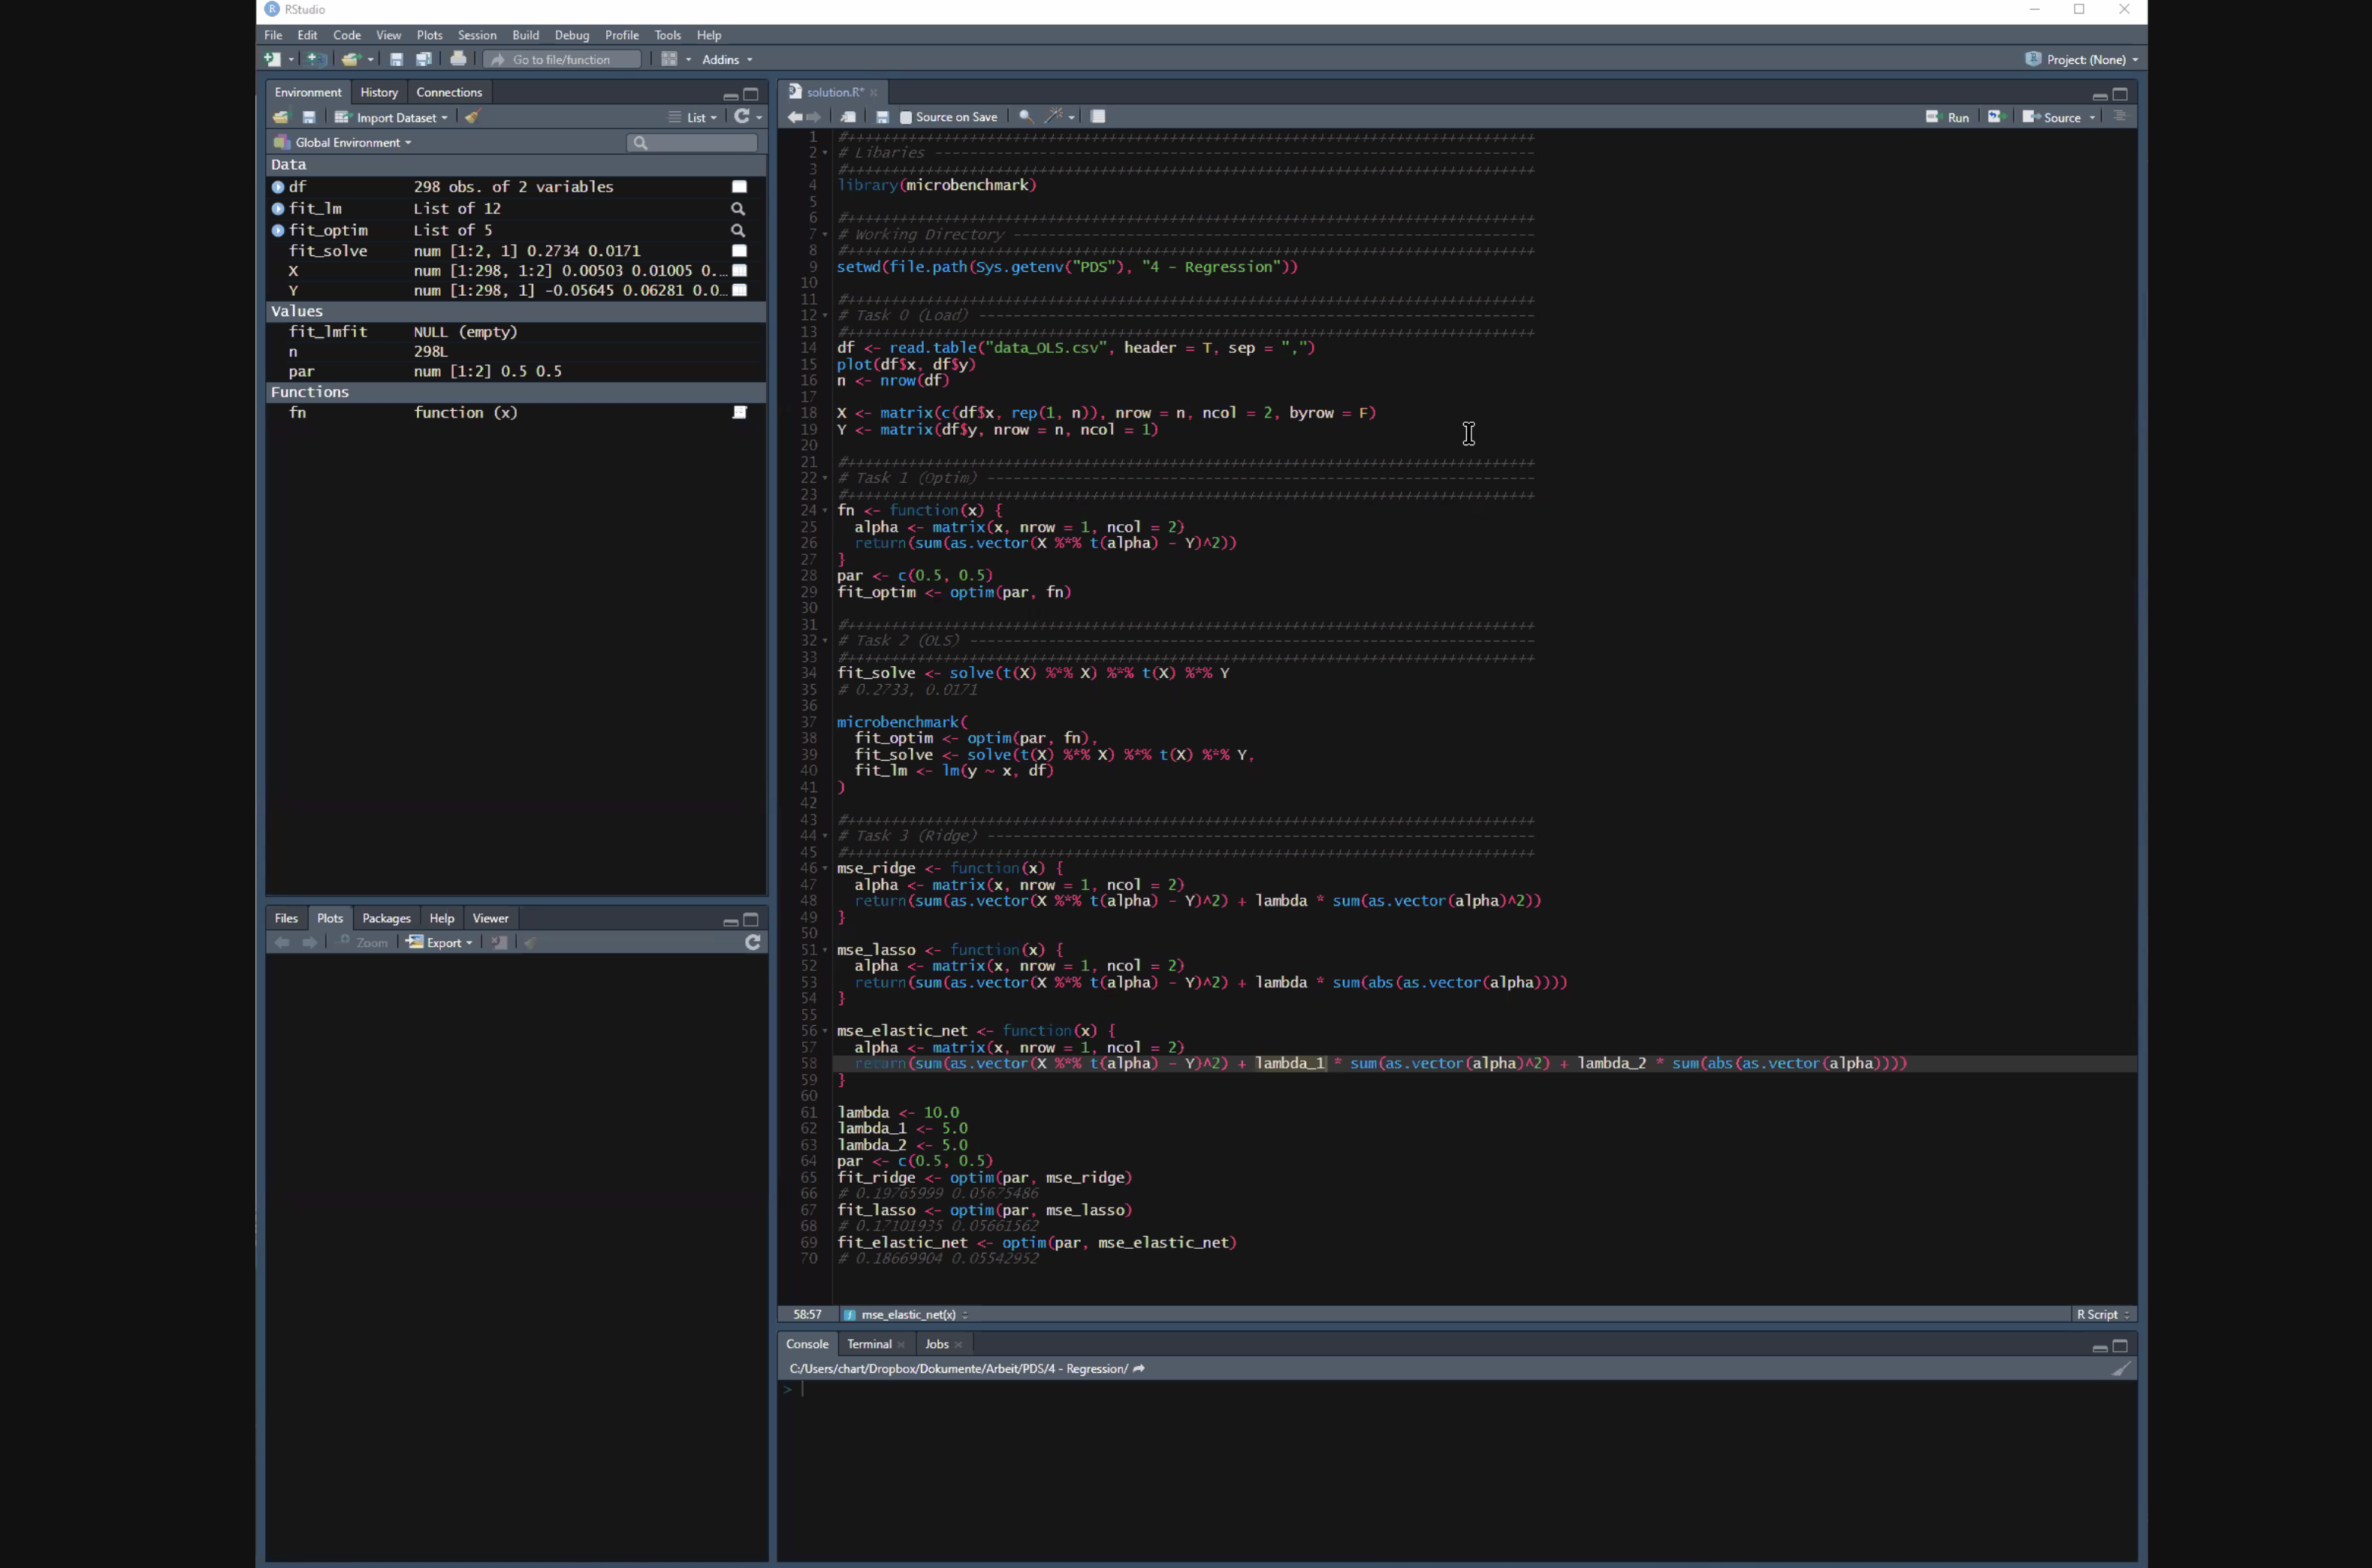 RStudio
File Edit Code View Plots Session Build Debug Profile Tools Help
Go to file/function Addins Project: (None)
Environment History Connections
Import Dataset List
Global Environment
Data
df 298 obs. of 2 variables
fit_lm List of 12
fit_optim List of 5
fit_solve num [1:2, 1] 0.2734 0.0171
X num [1:298, 1:2] 0.00503 0.01005 0...
Y num [1:298, 1] -0.05645 0.06281 0.0...
Values
fit_lmfit NULL (empty)
n 298L
par num [1:2] 0.5 0.5
Functions
fn function (x)
Files Plots Packages Help Viewer
Zoom Export
solution.R*
Source on Save Run Source
1 #++++++++++++++++++++++++++++++++++++++++++++++++++++++++++++++++++++++++++++++
2 # Libaries ---------------------------------------------------------------------
3 #++++++++++++++++++++++++++++++++++++++++++++++++++++++++++++++++++++++++++++++
4 library(microbenchmark)
5
6 #++++++++++++++++++++++++++++++++++++++++++++++++++++++++++++++++++++++++++++++
7 # Working Directory ------------------------------------------------------------
8 #++++++++++++++++++++++++++++++++++++++++++++++++++++++++++++++++++++++++++++++
9 setwd(file.path(Sys.getenv("PDS"), "4 - Regression"))
10
11 #++++++++++++++++++++++++++++++++++++++++++++++++++++++++++++++++++++++++++++++
12 # Task 0 (Load) ----------------------------------------------------------------
13 #++++++++++++++++++++++++++++++++++++++++++++++++++++++++++++++++++++++++++++++
14 df <- read.table("data_OLS.csv", header = T, sep = ",")
15 plot(df$x, df$y)
16 n <- nrow(df)
17
18 X <- matrix(c(df$x, rep(1, n)), nrow = n, ncol = 2, byrow = F)
19 Y <- matrix(df$y, nrow = n, ncol = 1)
20
21 #++++++++++++++++++++++++++++++++++++++++++++++++++++++++++++++++++++++++++++++
22 # Task 1 (Optim) ---------------------------------------------------------------
23 #++++++++++++++++++++++++++++++++++++++++++++++++++++++++++++++++++++++++++++++
24 fn <- function(x) {
25 alpha <- matrix(x, nrow = 1, ncol = 2)
26 return(sum(as.vector(X %*% t(alpha) - Y)^2))
27 }
28 par <- c(0.5, 0.5)
29 fit_optim <- optim(par, fn)
30
31 #++++++++++++++++++++++++++++++++++++++++++++++++++++++++++++++++++++++++++++++
32 # Task 2 (OLS) -----------------------------------------------------------------
33 #++++++++++++++++++++++++++++++++++++++++++++++++++++++++++++++++++++++++++++++
34 fit_solve <- solve(t(X) %*% X) %*% t(X) %*% Y
35 # 0.2733, 0.0171
36
37 microbenchmark(
38 fit_optim <- optim(par, fn),
39 fit_solve <- solve(t(X) %*% X) %*% t(X) %*% Y,
40 fit_lm <- lm(y ~ x, df)
41 )
42
43 #++++++++++++++++++++++++++++++++++++++++++++++++++++++++++++++++++++++++++++++
44 # Task 3 (Ridge) ---------------------------------------------------------------
45 #++++++++++++++++++++++++++++++++++++++++++++++++++++++++++++++++++++++++++++++
46 mse_ridge <- function(x) {
47 alpha <- matrix(x, nrow = 1, ncol = 2)
48 return(sum(as.vector(X %*% t(alpha) - Y)^2) + lambda * sum(as.vector(alpha)^2))
49 }
50
51 mse_lasso <- function(x) {
52 alpha <- matrix(x, nrow = 1, ncol = 2)
53 return(sum(as.vector(X %*% t(alpha) - Y)^2) + lambda * sum(abs(as.vector(alpha))))
54 }
55
56 mse_elastic_net <- function(x) {
57 alpha <- matrix(x, nrow = 1, ncol = 2)
58 return(sum(as.vector(X %*% t(alpha) - Y)^2) + lambda_1 * sum(as.vector(alpha)^2) + lambda_2 * sum(abs(as.vector(alpha))))
59 }
60
61 lambda <- 10.0
62 lambda_1 <- 5.0
63 lambda_2 <- 5.0
64 par <- c(0.5, 0.5)
65 fit_ridge <- optim(par, mse_ridge)
66 # 0.19765999 0.05675486
67 fit_lasso <- optim(par, mse_lasso)
68 # 0.17101935 0.05661562
69 fit_elastic_net <- optim(par, mse_elastic_net)
70 # 0.18669904 0.05542952
58:57 mse_elastic_net(x) R Script
Console Terminal Jobs
C:/Users/chart/Dropbox/Dokumente/Arbeit/PDS/4 - Regression/
>